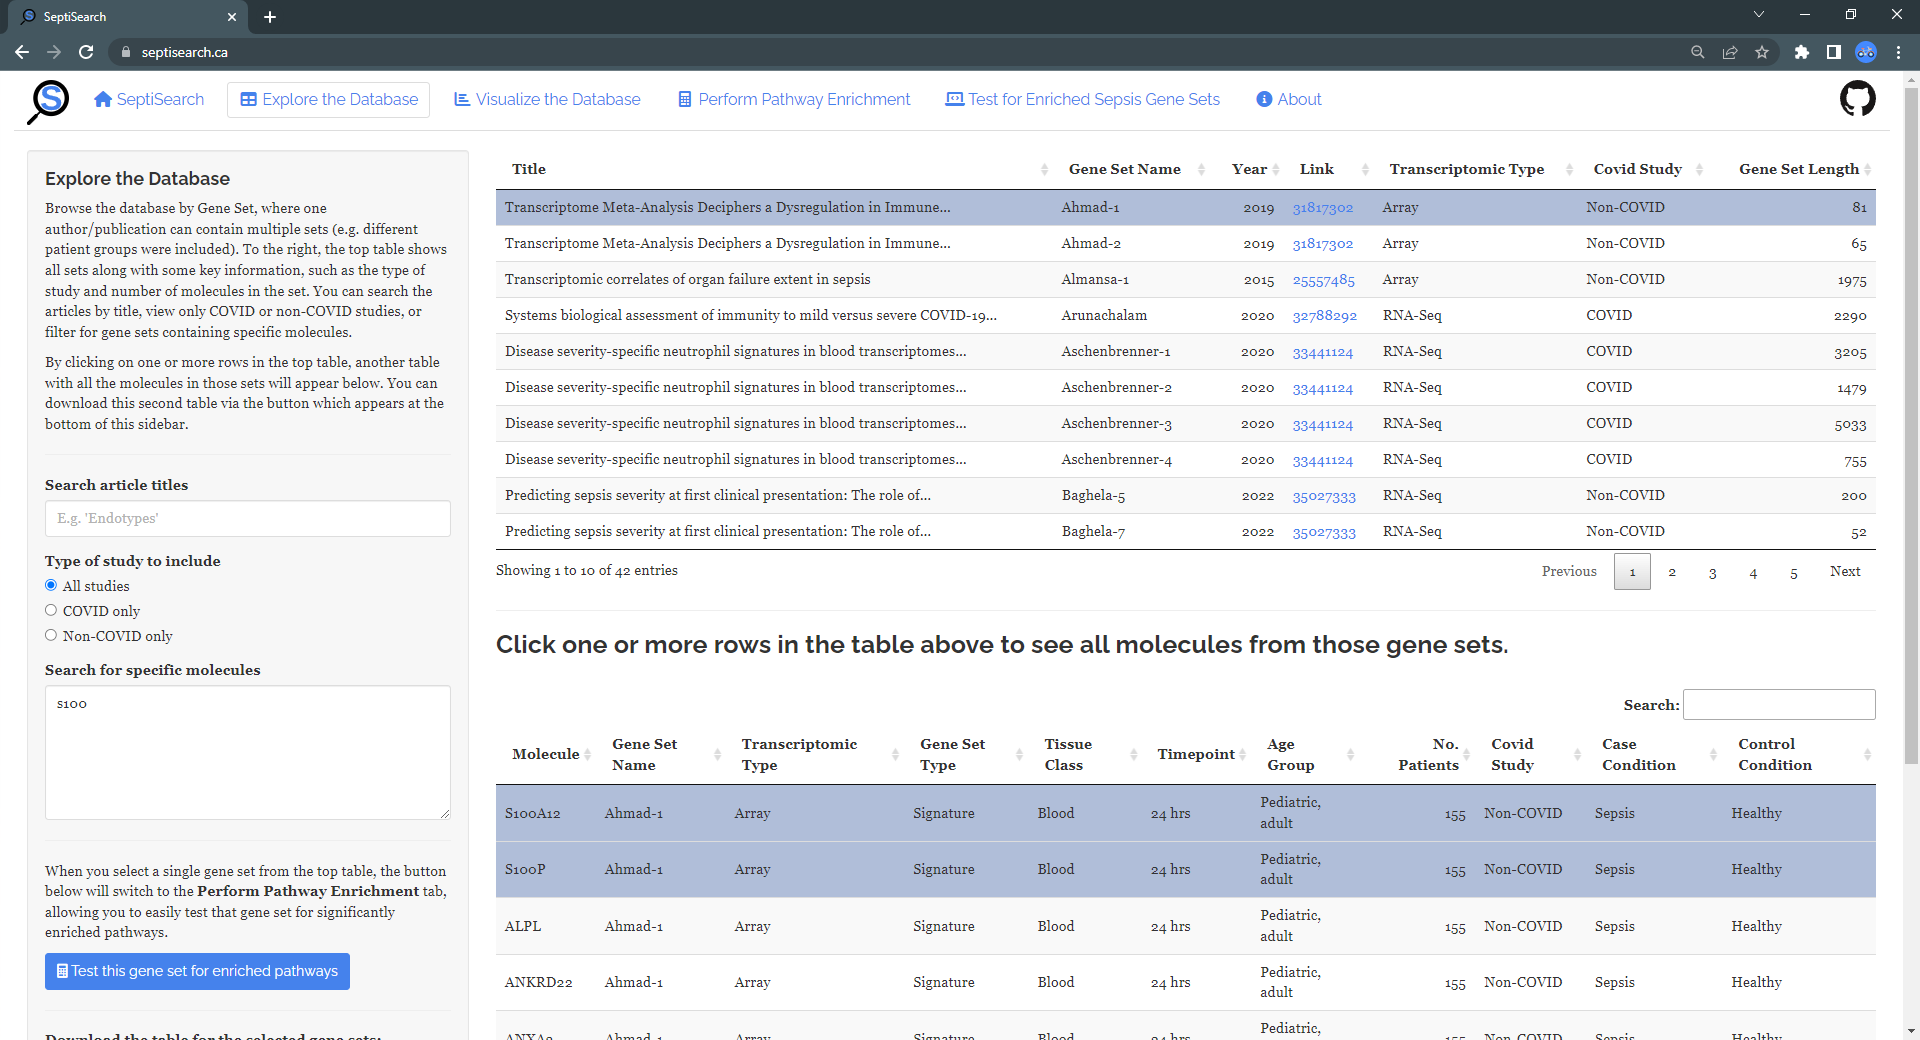 SeptiSearch
septisearch.ca
S SeptiSearch Explore the Database Visualize the Database Perform Pathway Enrichment Test for Enriched Sepsis Gene Sets About
Explore the Database
Browse the database by Gene Set, where one
author/publication can contain multiple sets (e.g. different
patient groups were included). To the right, the top table shows
all sets along with some key information, such as the type of
study and number of molecules in the set. You can search the
articles by title, view only COVID or non-COVID studies, or
filter for gene sets containing specific molecules.
By clicking on one or more rows in the top table, another table
with all the molecules in those sets will appear below. You can
download this second table via the button which appears at the
bottom of this sidebar.
Search article titles
E.g. 'Endotypes'
Type of study to include
All studies
COVID only
Non-COVID only
Search for specific molecules
s100
When you select a single gene set from the top table, the button
below will switch to the Perform Pathway Enrichment tab,
allowing you to easily test that gene set for significantly
enriched pathways.
Test this gene set for enriched pathways
Download the table for the selected gene sets:
Title Gene Set Name Year Link Transcriptomic Type Covid Study Gene Set Length
Transcriptome Meta-Analysis Deciphers a Dysregulation in Immune... Ahmad-1 2019 31817302 Array Non-COVID 81
Transcriptome Meta-Analysis Deciphers a Dysregulation in Immune... Ahmad-2 2019 31817302 Array Non-COVID 65
Transcriptomic correlates of organ failure extent in sepsis Almansa-1 2015 25557485 Array Non-COVID 1975
Systems biological assessment of immunity to mild versus severe COVID-19... Arunachalam 2020 32788292 RNA-Seq COVID 2290
Disease severity-specific neutrophil signatures in blood transcriptomes... Aschenbrenner-1 2020 33441124 RNA-Seq COVID 3205
Disease severity-specific neutrophil signatures in blood transcriptomes... Aschenbrenner-2 2020 33441124 RNA-Seq COVID 1479
Disease severity-specific neutrophil signatures in blood transcriptomes... Aschenbrenner-3 2020 33441124 RNA-Seq COVID 5033
Disease severity-specific neutrophil signatures in blood transcriptomes... Aschenbrenner-4 2020 33441124 RNA-Seq COVID 755
Predicting sepsis severity at first clinical presentation: The role of... Baghela-5 2022 35027333 RNA-Seq Non-COVID 200
Predicting sepsis severity at first clinical presentation: The role of... Baghela-7 2022 35027333 RNA-Seq Non-COVID 52
Showing 1 to 10 of 42 entries Previous 1 2 3 4 5 Next
Click one or more rows in the table above to see all molecules from those gene sets.
Search:
Molecule Gene Set Name Transcriptomic Type Gene Set Type Tissue Class Timepoint Age Group No. Patients Covid Study Case Condition Control Condition
S100A12 Ahmad-1 Array Signature Blood 24 hrs Pediatric, adult 155 Non-COVID Sepsis Healthy
S100P Ahmad-1 Array Signature Blood 24 hrs Pediatric, adult 155 Non-COVID Sepsis Healthy
ALPL Ahmad-1 Array Signature Blood 24 hrs Pediatric, adult 155 Non-COVID Sepsis Healthy
ANKRD22 Ahmad-1 Array Signature Blood 24 hrs Pediatric, adult 155 Non-COVID Sepsis Healthy
ANXA3 Ahmad-1 Array Signature Blood 24 hrs Pediatric, 155 Non-COVID Sepsis Healthy